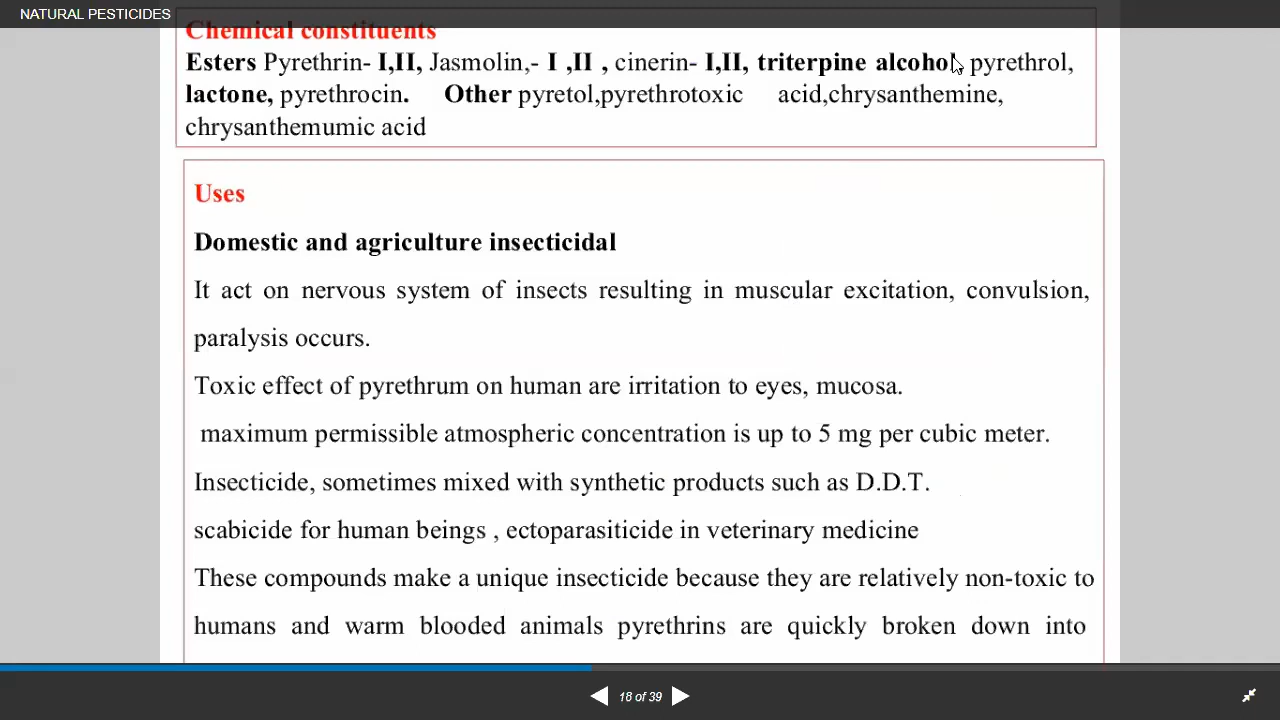 NATURAL PESTICIDES
Chemical constituents
Esters Pyrethrin- I,II, Jasmolin,- I ,II , cinerin- I,II, triterpine alcohol, pyrethrol,
lactone, pyrethrocin. Other pyretol,pyrethrotoxic acid,chrysanthemine,
chrysanthemumic acid
Uses
Domestic and agriculture insecticidal
It act on nervous system of insects resulting in muscular excitation, convulsion,
paralysis occurs.
Toxic effect of pyrethrum on human are irritation to eyes, mucosa.
maximum permissible atmospheric concentration is up to 5 mg per cubic meter.
Insecticide, sometimes mixed with synthetic products such as D.D.T.
scabicide for human beings , ectoparasiticide in veterinary medicine
These compounds make a unique insecticide because they are relatively non-toxic to
humans and warm blooded animals pyrethrins are quickly broken down into
18 of 39